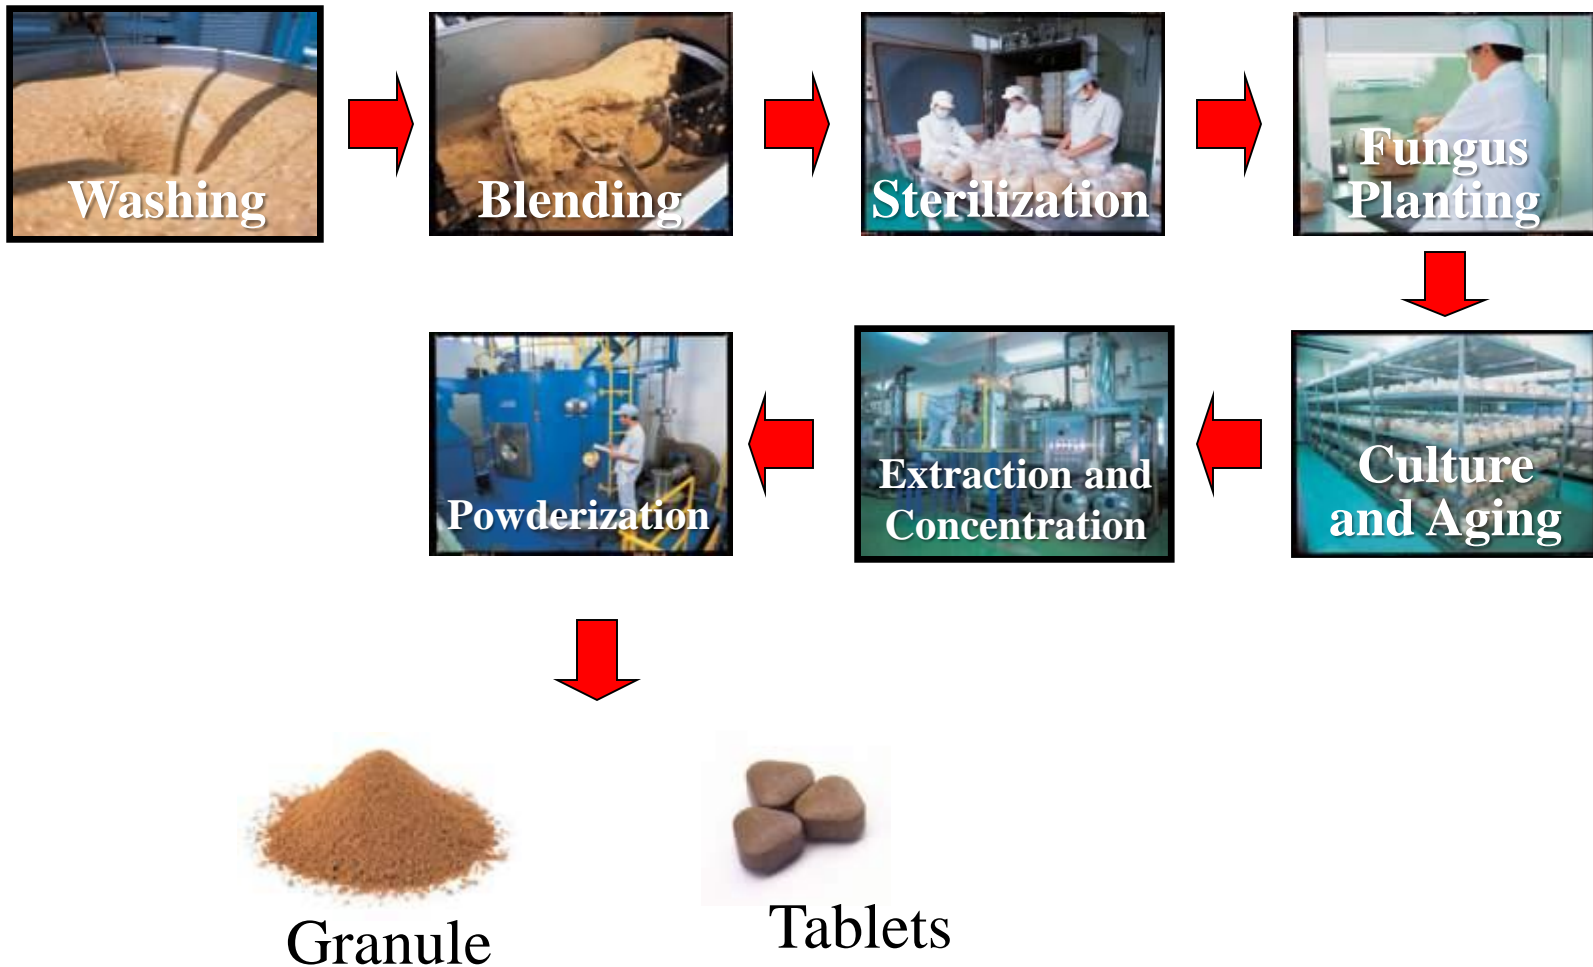 Washing
Blending
Sterilization
Fungus
Planting
Culture
and Aging
Extraction and
Concentration
Powderization
Granule
Tablets